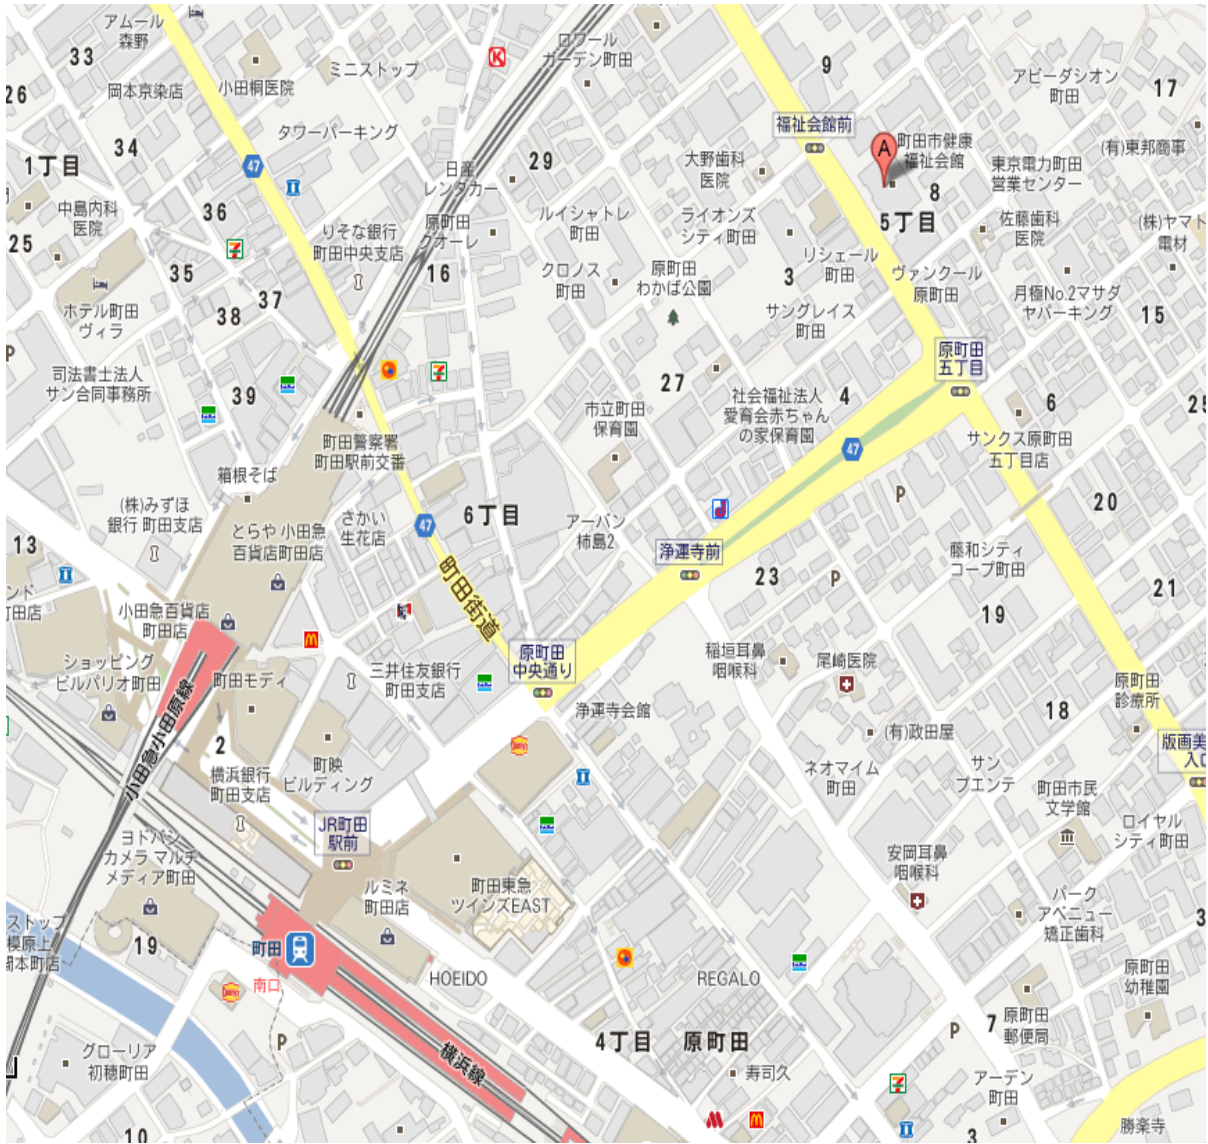 アムール
森野
33
26
岡本京染店
小田桐医院
ミニストップ
K
ロワール
ガーデン町田
9
アビーダシオン
町田
17
福祉会館前
A
町田市健康
福祉会館
(有)東邦商事
タワーパーキング
34
1丁目
47
日産
レンタカー
29
大野歯科
医院
東京電力町田
営業センター
8
5丁目
中島内科
医院
36
25
りそな銀行
町田中央支店
原町田
クオーレ
ルイシャトレ
町田
ライオンズ
シティ町田
佐藤歯科
医院
(株)ヤマト
電材
35
37
38
16
クロノス
町田
原町田
わかば公園
3
リシェール
町田
ヴァンクール
原町田
月極No.2マサダ
ヤパーキング
15
ホテル町田
ヴィラ
サングレイス
町田
P
司法書士法人
サン合同事務所
39
27
原町田
五丁目
社会福祉法人
愛育会赤ちゃん
の家保育園
4
6
25
市立町田
保育園
町田警察署
町田駅前交番
サンクス原町田
五丁目店
47
箱根そば
(株)みずほ
銀行 町田支店
とらや 小田急
百貨店町田店
さかい
生花店
47
6丁目
アーバン
柿島2
P
20
13
浄運寺前
藤和シティ
コープ町田
町田街道
23
P
21
ンド
町田店
小田急百貨店
町田店
19
原町田
中央通り
稲垣耳鼻
咽喉科
尾崎医院
ショッピング
ビルパリオ町田
町田モディ
三井住友銀行
町田支店
原町田
診療所
小田急小田原線
浄運寺会館
18
2
(有)政田屋
版画美
入口
横浜銀行
町田支店
町映
ビルディング
ネオマイム
町田
サン
プエンテ
町田市民
文学館
JR町田
駅前
ロイヤル
シティ町田
ヨドバシ
カメラ マルチ
メディア町田
安岡耳鼻
咽喉科
ルミネ
町田店
町田東急
ツインズEAST
パーク
アベニュー
矯正歯科
3
ストップ
模原上
岡本町店
19
町田
南口
HOEIDO
REGALO
原町田
幼稚園
P
4丁目
原町田
P
7
原町田
郵便局
グローリア
初穂町田
横浜線
寿司久
アーデン
町田
10
3
勝楽寺